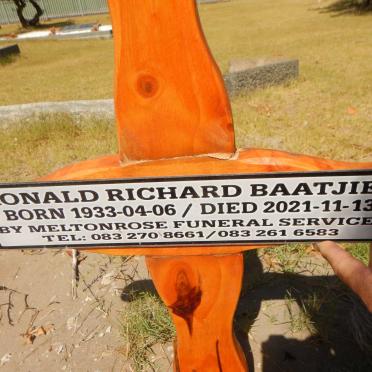 ONALD RICHARD BAATJIE
BORN 1933-04-06 / DIED 2021-11-13
BY MELTONROSE FUNERAL SERVICE
TEL: 083 270 8661/ 083 261 6583